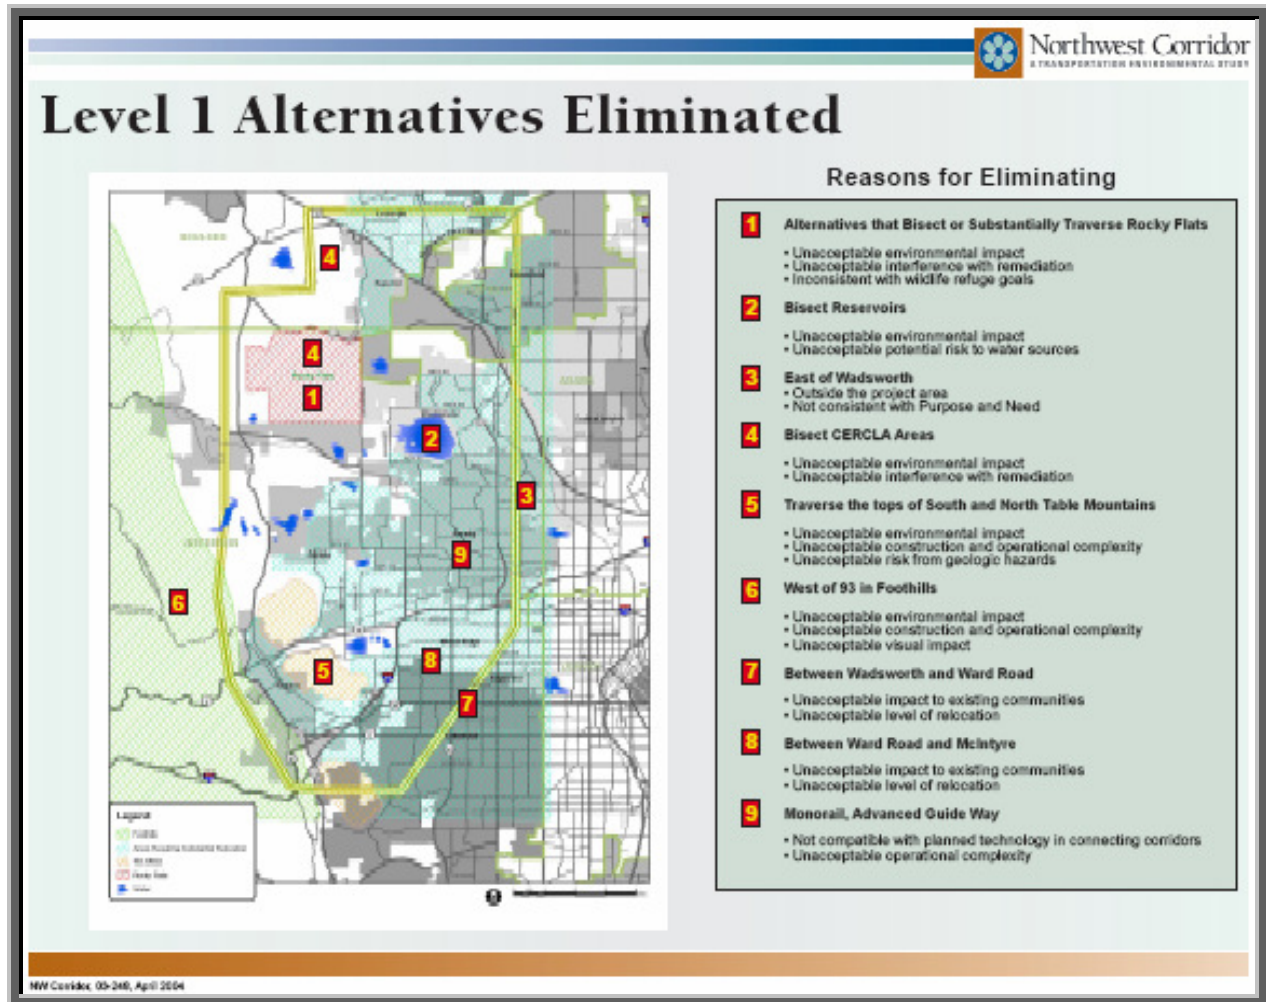 Northwest Corridor
A TRANSPORTATION ENVIRONMENTAL STUDY
Level 1 Alternatives Eliminated
Reasons for Eliminating
1 Alternatives that Bisect or Substantially Traverse Rocky Flats
• Unacceptable environmental impact
• Unacceptable interference with remediation
• Inconsistent with wildlife refuge goals
2 Bisect Reservoirs
• Unacceptable environmental impact
• Unacceptable potential risk to water sources
3 East of Wadsworth
• Outside the project area
• Not consistent with Purpose and Need
4 Bisect CERCLA Areas
• Unacceptable environmental impact
• Unacceptable interference with remediation
5 Traverse the tops of South and North Table Mountains
• Unacceptable environmental impact
• Unacceptable construction and operational complexity
• Unacceptable risk from geologic hazards
6 West of 93 in Foothills
• Unacceptable environmental impact
• Unacceptable construction and operational complexity
• Unacceptable visual impact
7 Between Wadsworth and Ward Road
• Unacceptable impact to existing communities
• Unacceptable level of relocation
8 Between Ward Road and McIntyre
• Unacceptable impact to existing communities
• Unacceptable level of relocation
9 Monorail, Advanced Guide Way
• Not compatible with planned technology in connecting corridors
• Unacceptable operational complexity
4
4
1
2
3
9
6
8
5
7
Legend
NW Corridor, 03-248, April 2004